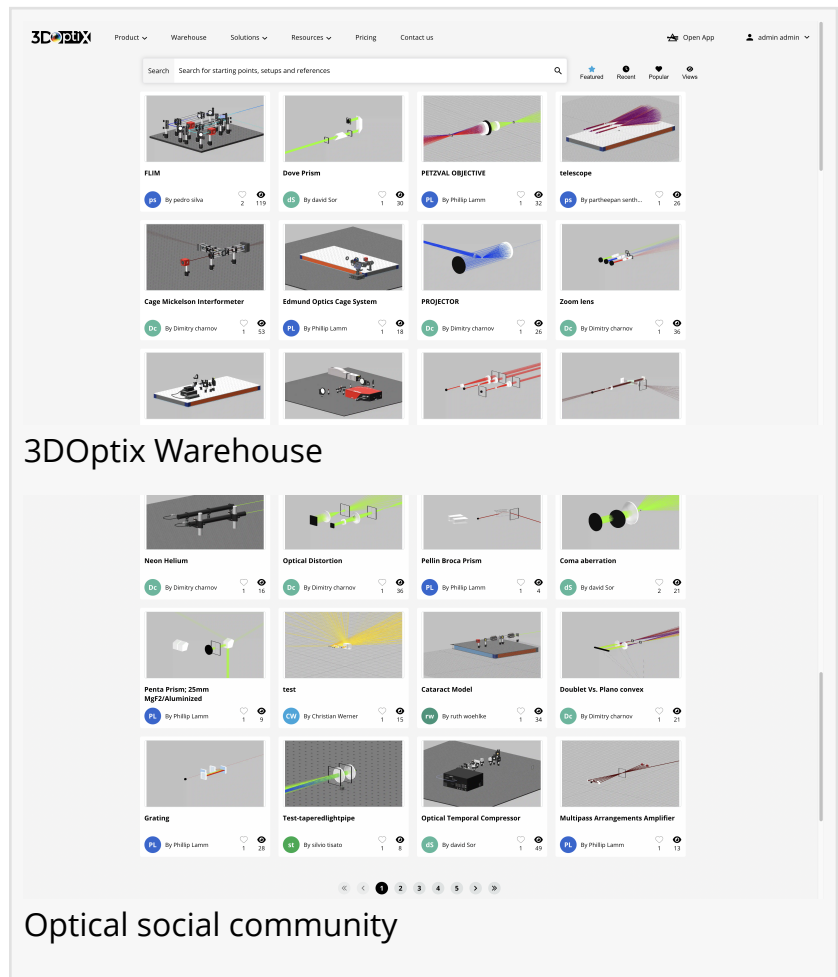 3DOptiX Product Warehouse Solutions Resources Pricing Contact us Open App admin admin
Search Search for starting points, setups and references Featured Recent Popular Views
FLIM Dove Prism PETZVAL OBJECTIVE telescope
ps By pedro silva 2 119 dS By david Sor 1 30 PL By Phillip Lamm 1 32 ps By partheepan senth... 1 26
Cage Mickelson Interformeter Edmund Optics Cage System PROJECTOR Zoom lens
Dc By Dimitry charnov 1 53 PL By Phillip Lamm 1 18 Dc By Dimitry charnov 1 26 Dc By Dimitry charnov 1 36
3DOptix Warehouse
Neon Helium Optical Distortion Pellin Broca Prism Coma aberration
Dc By Dimitry charnov 1 16 Dc By Dimitry charnov 1 36 PL By Phillip Lamm 1 4 dS By david Sor 2 21
Penta Prism; 25mm test Cataract Model Doublet Vs. Plano convex
MgF2/Aluminized
PL By Phillip Lamm 1 9 CW By Christian Werner 1 15 rw By ruth woehlke 1 34 Dc By Dimitry charnov 1 21
Grating Test-taperedlightpipe Optical Temporal Compressor Multipass Arrangements Amplifier
PL By Phillip Lamm 1 28 st By silvio tisato 1 8 dS By david Sor 1 49 PL By Phillip Lamm 1 13
« ‹ 1 2 3 4 5 › »
Optical social community